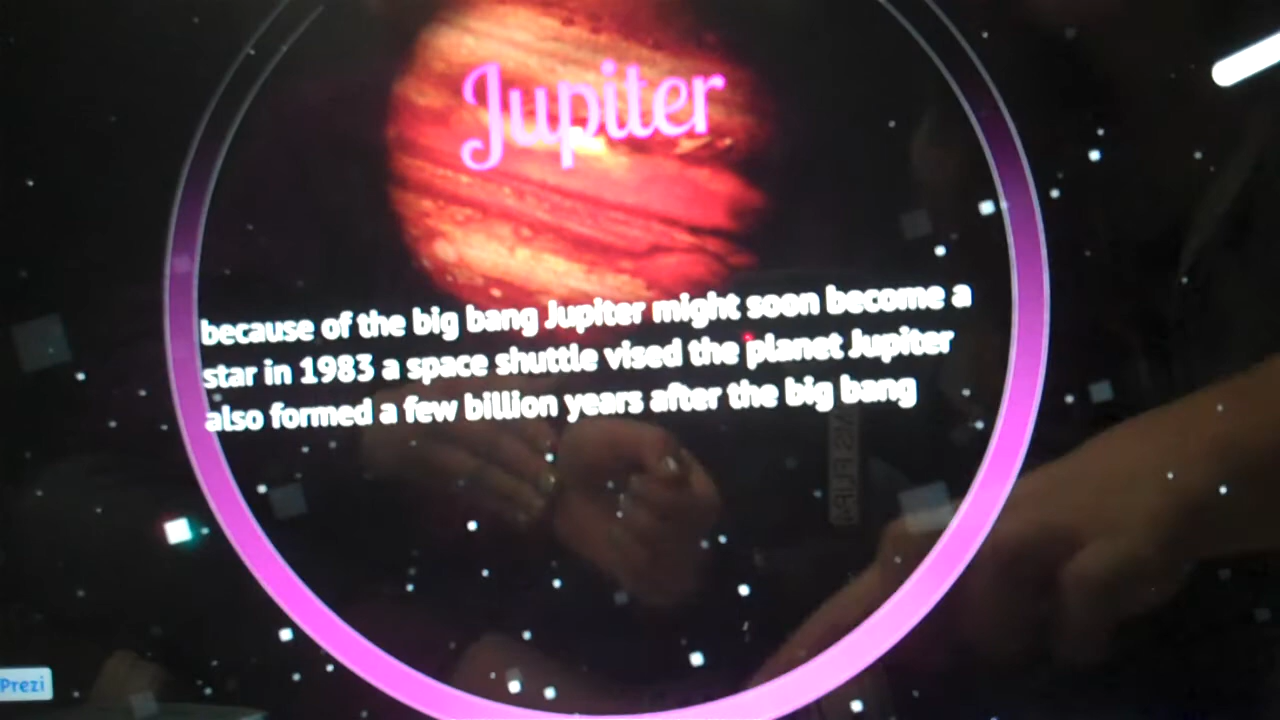 Jupiter
because of the big bang Jupiter might soon become a
star in 1983 a space shuttle vised the planet Jupiter
also formed a few billion years after the big bang
Prezi